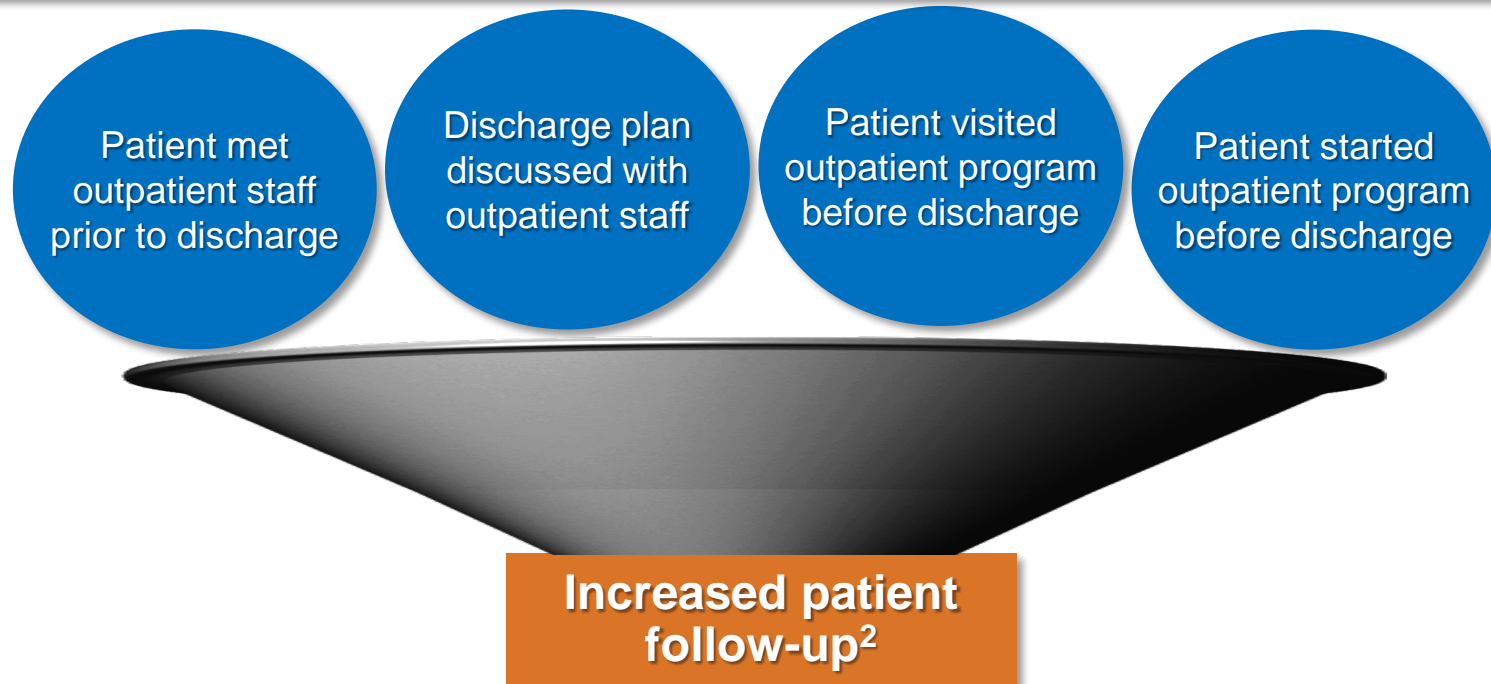 Patient met
outpatient staff
prior to discharge
Discharge plan
discussed with
outpatient staff
Patient visited
outpatient program
before discharge
Patient started
outpatient program
before discharge
Increased patient
follow-up²